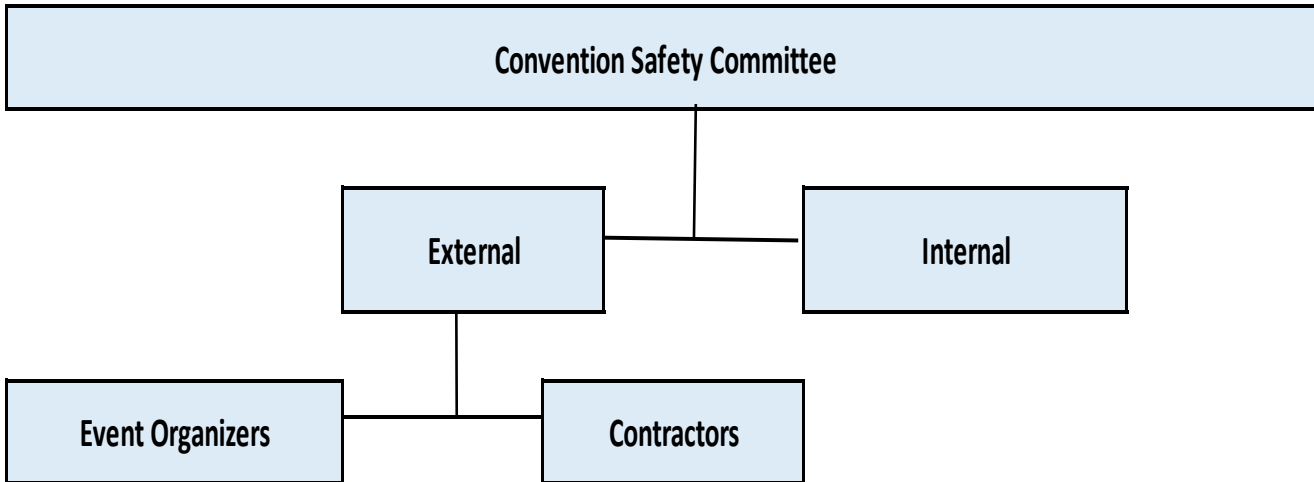 Convention Safety Committee
External
Internal
Event Organizers
Contractors